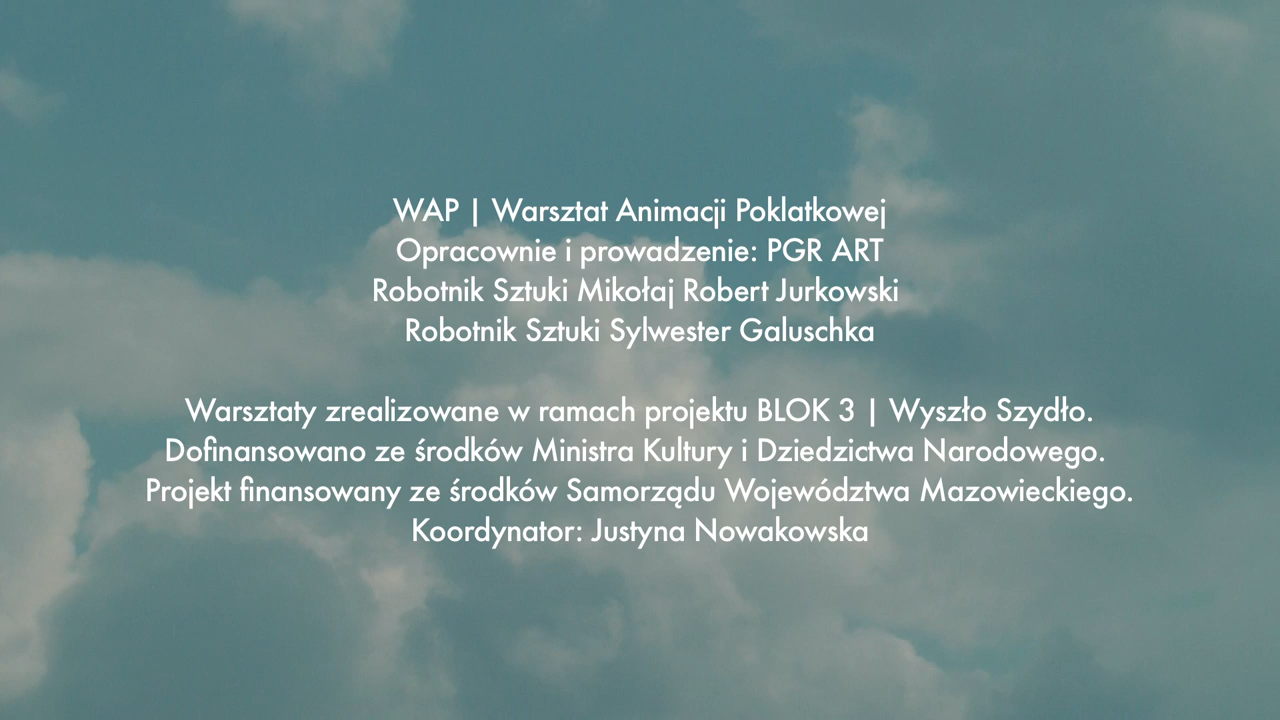 WAP | Warsztat Animacji Poklatkowej
Opracownie i prowadzenie: PGR ART
Robotnik Sztuki Mikołaj Robert Jurkowski
Robotnik Sztuki Sylwester Galuschka
Warsztaty zrealizowane w ramach projektu BLOK 3 | Wyszło Szydło.
Dofinansowano ze środków Ministra Kultury i Dziedzictwa Narodowego.
Projekt finansowany ze środków Samorządu Województwa Mazowieckiego.
Koordynator: Justyna Nowakowska